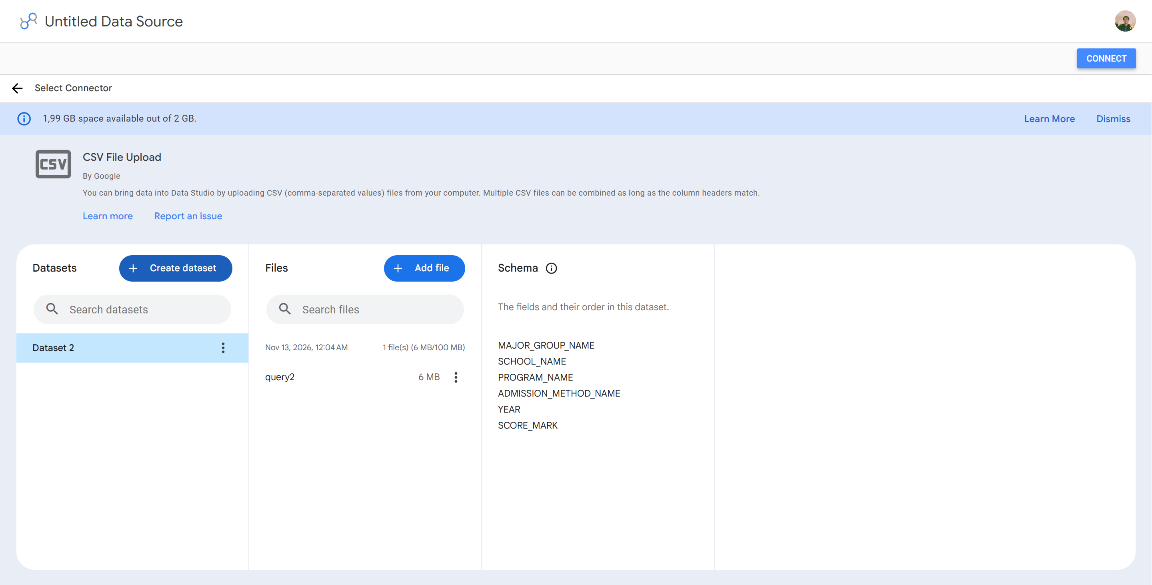 Untitled Data Source
CONNECT
Select Connector
1,99 GB space available out of 2 GB.
Learn More
Dismiss
CSV
CSV File Upload
By Google
You can bring data into Data Studio by uploading CSV (comma-separated values) files from your computer. Multiple CSV files can be combined as long as the column headers match.
Learn more
Report an issue
Datasets
+ Create dataset
Search datasets
Dataset 2
Files
+ Add file
Search files
Nov 13, 2026, 12:04 AM
1 file(s) (6 MB/100 MB)
query2
6 MB
Schema
The fields and their order in this dataset.
MAJOR_GROUP_NAME
SCHOOL_NAME
PROGRAM_NAME
ADMISSION_METHOD_NAME
YEAR
SCORE_MARK